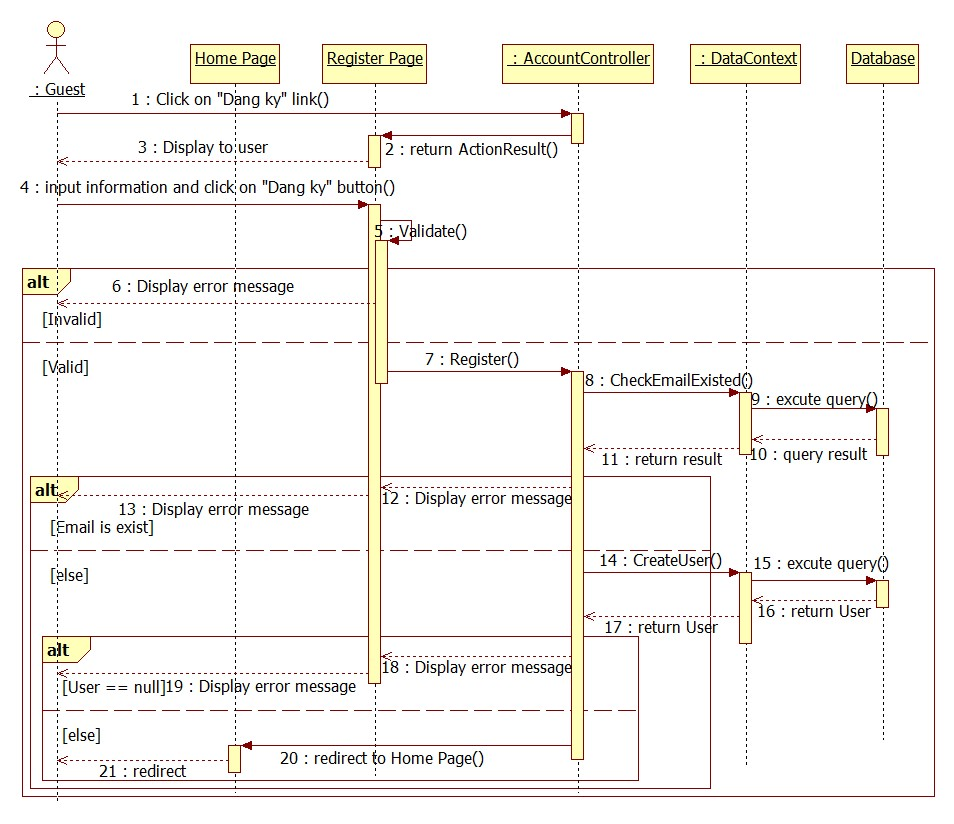 Home Page
Register Page
: AccountController
: DataContext
Database
: Guest
1 : Click on "Dang ky" link()
2 : return ActionResult()
3 : Display to user
4 : input information and click on "Dang ky" button()
5 : Validate()
alt
6 : Display error message
[Invalid]
[Valid]
7 : Register()
8 : CheckEmailExisted()
9 : excute query()
10 : query result
11 : return result
alt
12 : Display error message
13 : Display error message
[Email is exist]
[else]
14 : CreateUser()
15 : excute query()
16 : return User
17 : return User
alt
18 : Display error message
[User == null]
19 : Display error message
[else]
20 : redirect to Home Page()
21 : redirect